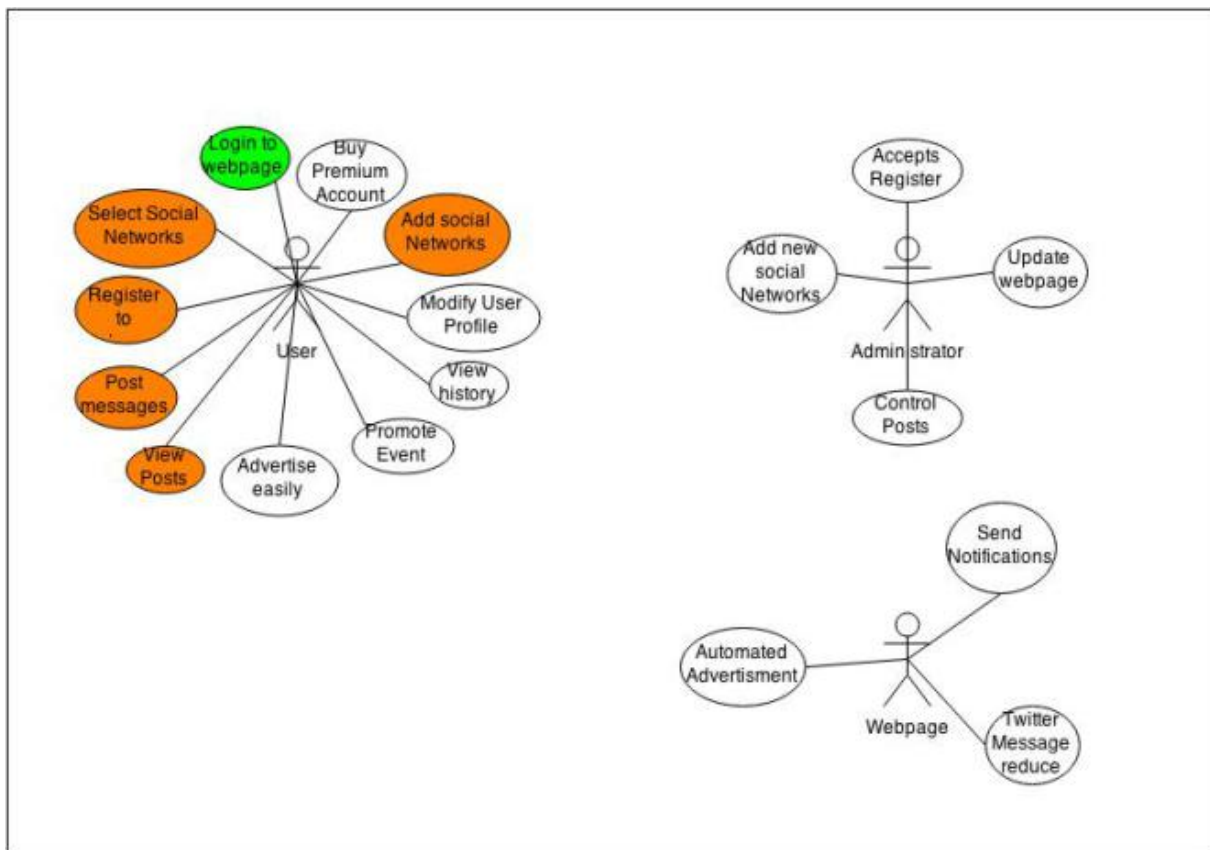 Login to
webpage
Buy
Premium
Account
Select Social
Networks
Add social
Networks
Register
to
Modify User
Profile
User
Post
messages
View
history
View
Posts
Advertise
easily
Promote
Event
Accepts
Register
Add new
social
Networks
Update
webpage
Administrator
Control
Posts
Send
Notifications
Automated
Advertisment
Webpage
Twitter
Message
reduce